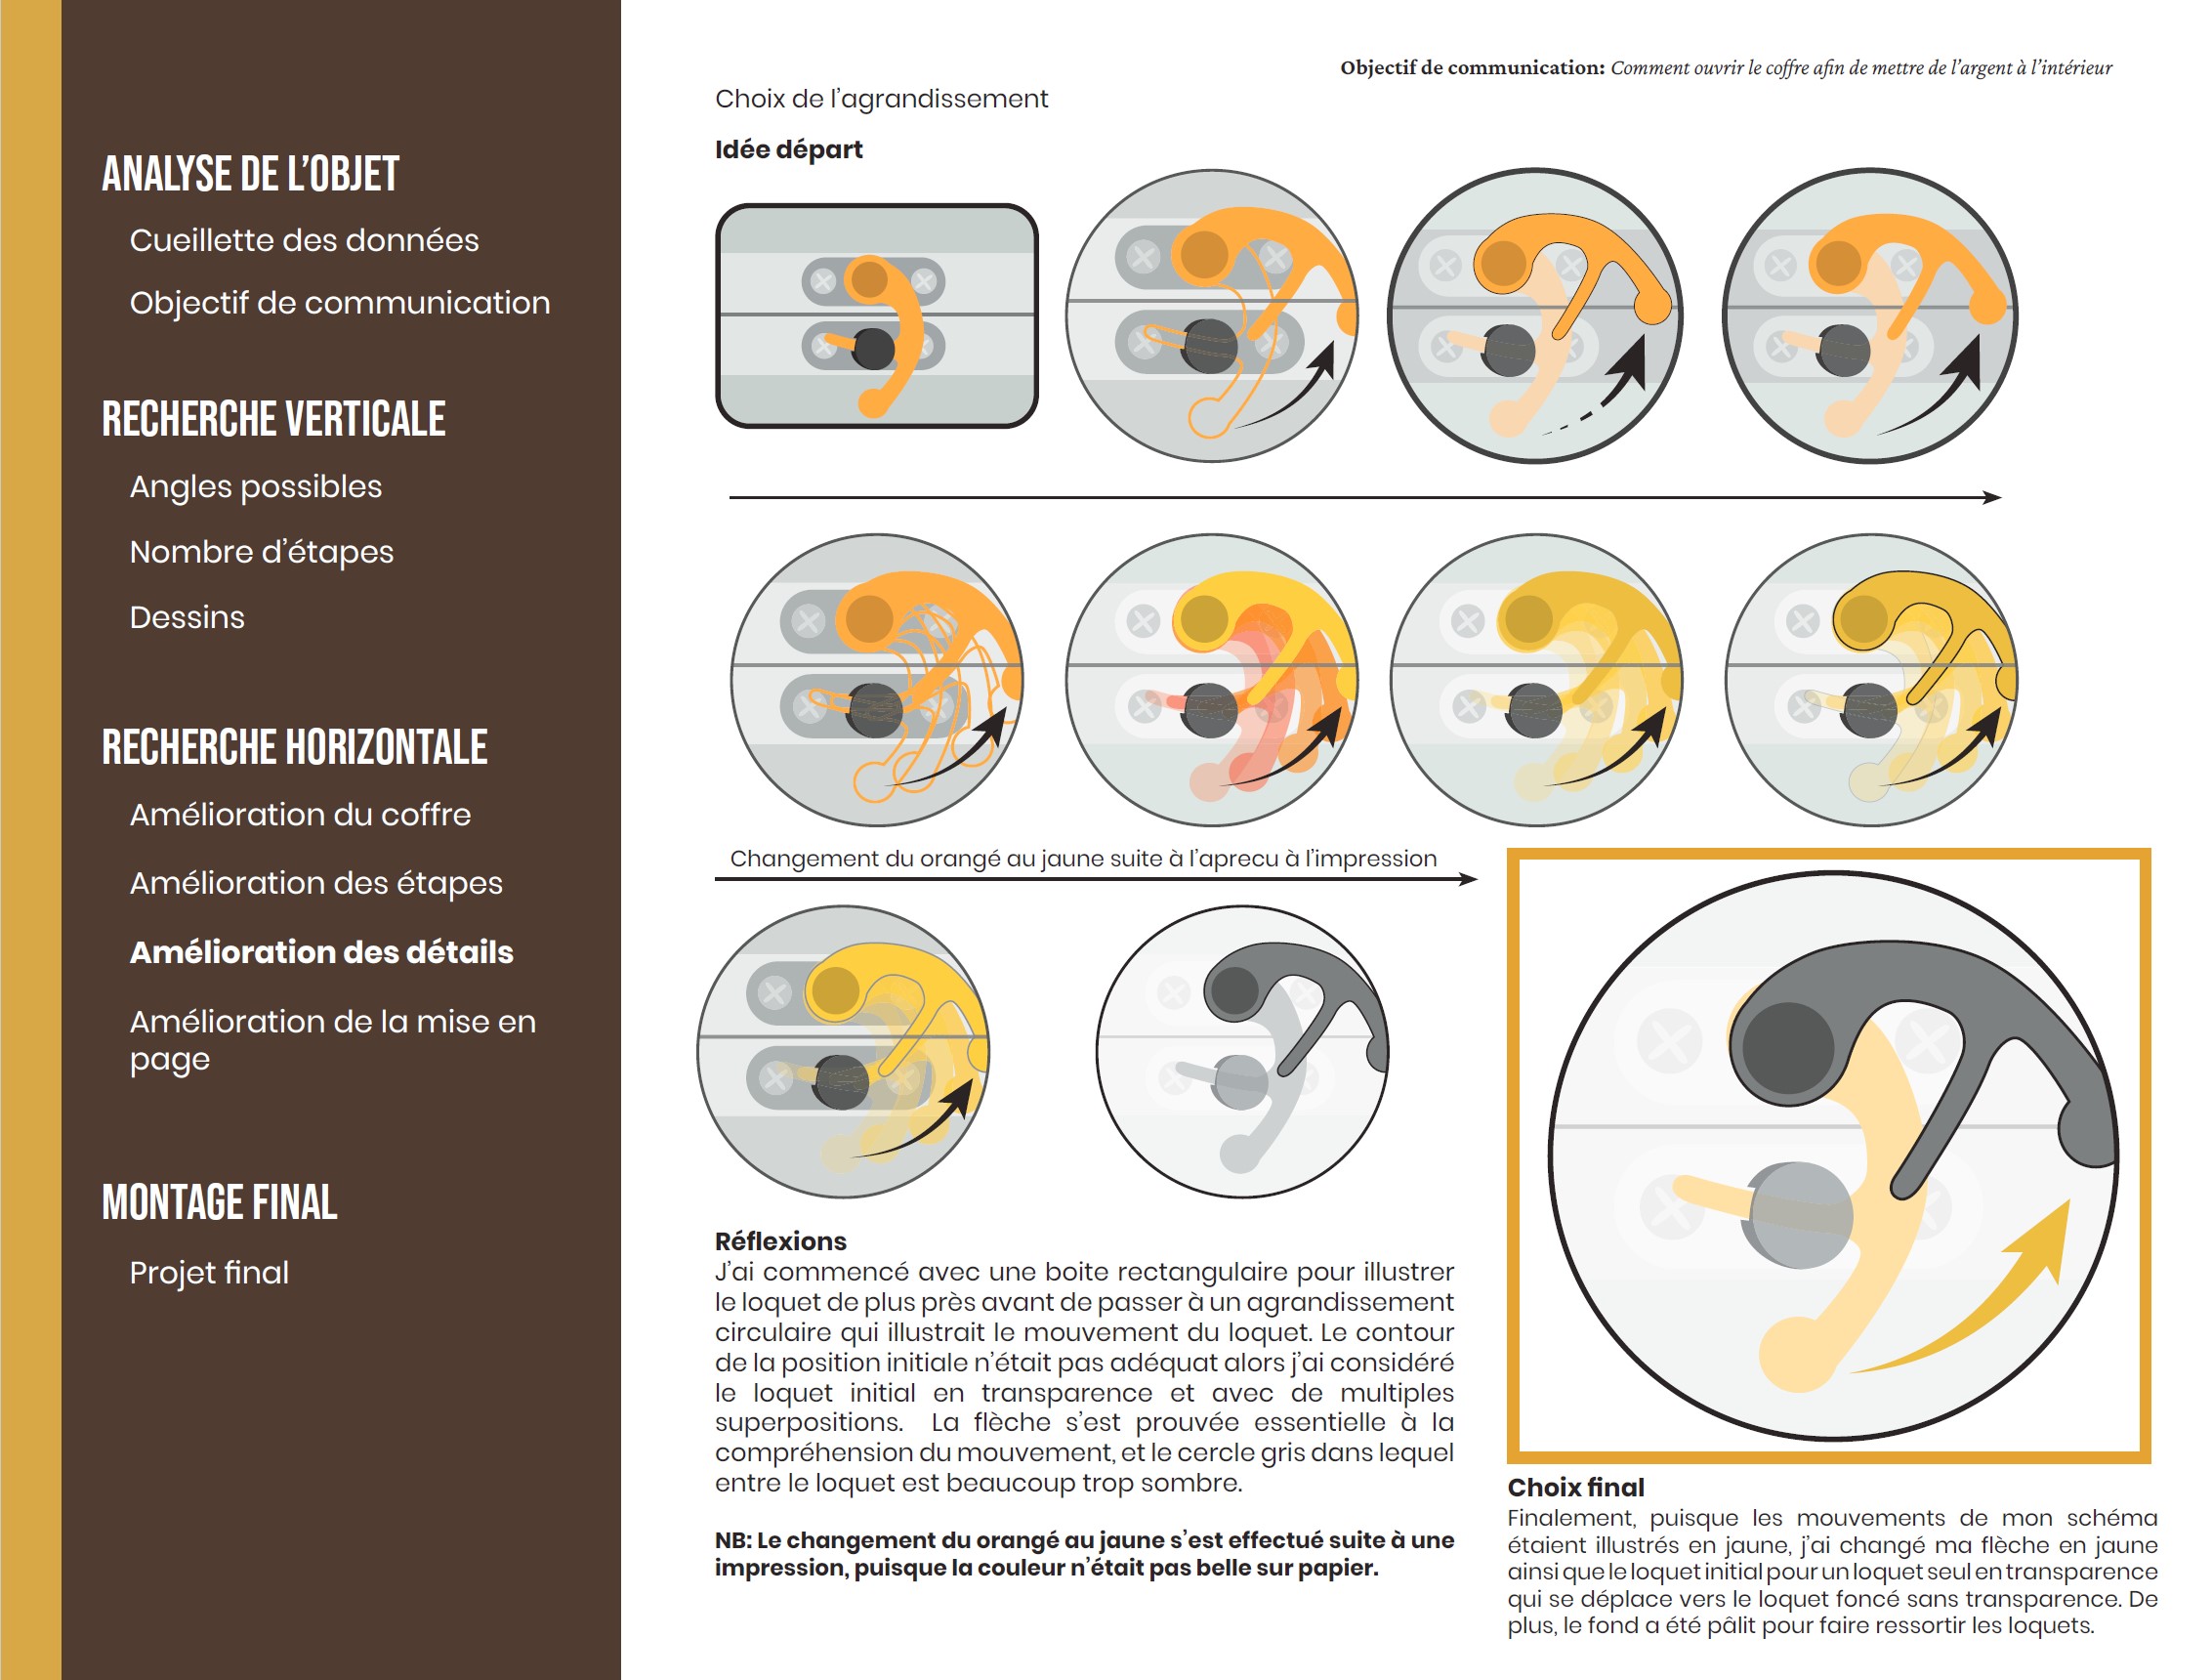 ANALYSE DE L'OBJET
Cueillette des données
Objectif de communication
RECHERCHE VERTICALE
Angles possibles
Nombre d'étapes
Dessins
RECHERCHE HORIZONTALE
Amélioration du coffre
Amélioration des étapes
Amélioration des détails
Amélioration de la mise en
page
MONTAGE FINAL
Projet final
Objectif de communication: Comment ouvrir le coffre afin de mettre de l'argent à l'intérieur
Choix de l'agrandissement
Idée départ
Changement du orangé au jaune suite à l'aprecu à l'impression
Réflexions
J'ai commencé avec une boite rectangulaire pour illustrer
le loquet de plus près avant de passer à un agrandissement
circulaire qui illustrait le mouvement du loquet. Le contour
de la position initiale n'était pas adéquat alors j'ai considéré
le loquet initial en transparence et avec de multiples
superpositions. La flèche s'est prouvée essentielle à la
compréhension du mouvement, et le cercle gris dans lequel
entre le loquet est beaucoup trop sombre.
NB: Le changement du orangé au jaune s'est effectué suite à une
impression, puisque la couleur n'était pas belle sur papier.
Choix final
Finalement, puisque les mouvements de mon schéma
étaient illustrés en jaune, j'ai changé ma flèche en jaune
ainsi que le loquet initial pour un loquet seul en transparence
qui se déplace vers le loquet foncé sans transparence. De
plus, le fond a été pâlit pour faire ressortir les loquets.